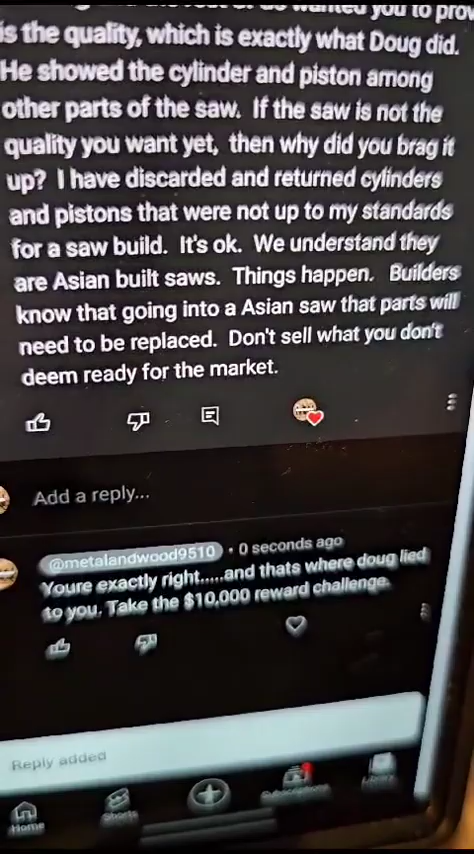 wanted you to prov
is the quality, which is exactly what Doug did.
He showed the cylinder and piston among
other parts of the saw. If the saw is not the
quality you want yet, then why did you brag it
up? I have discarded and returned cylinders
and pistons that were not up to my standards
for a saw build. It's ok. We understand they
are Asian built saws. Things happen. Builders
know that going into a Asian saw that parts will
need to be replaced. Don't sell what you don't
deem ready for the market.
Add a reply...
@metalandwood9510 • 0 seconds ago
Youre exactly right.....and thats where doug lied
to you. Take the $10,000 reward challenge.
Reply added
Home
Shorts
Subscriptions
Library